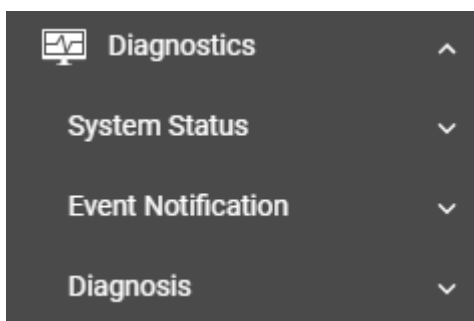 Diagnostics
System Status
Event Notification
Diagnosis